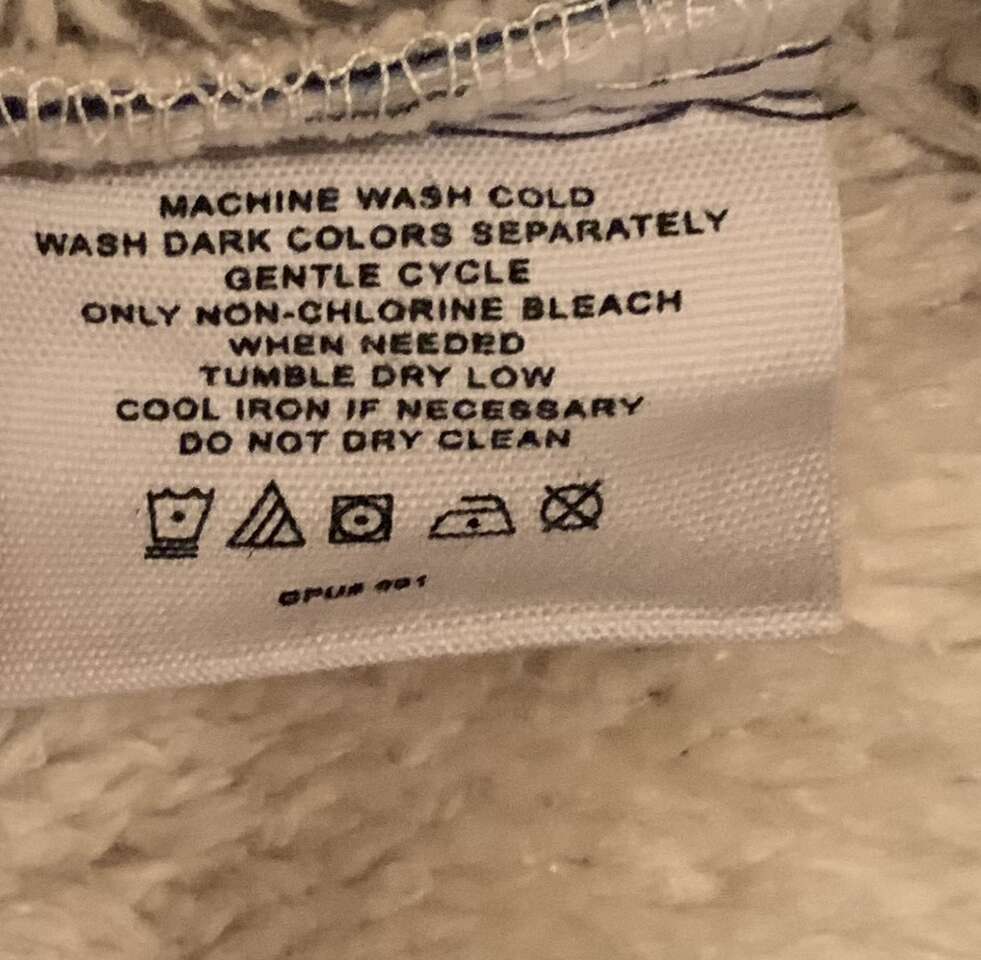 MACHINE WASH COLD
WASH DARK COLORS SEPARATELY
GENTLE CYCLE
ONLY NON-CHLORINE BLEACH
WHEN NEEDED
TUMBLE DRY LOW
COOL IRON IF NECESSARY
DO NOT DRY CLEAN